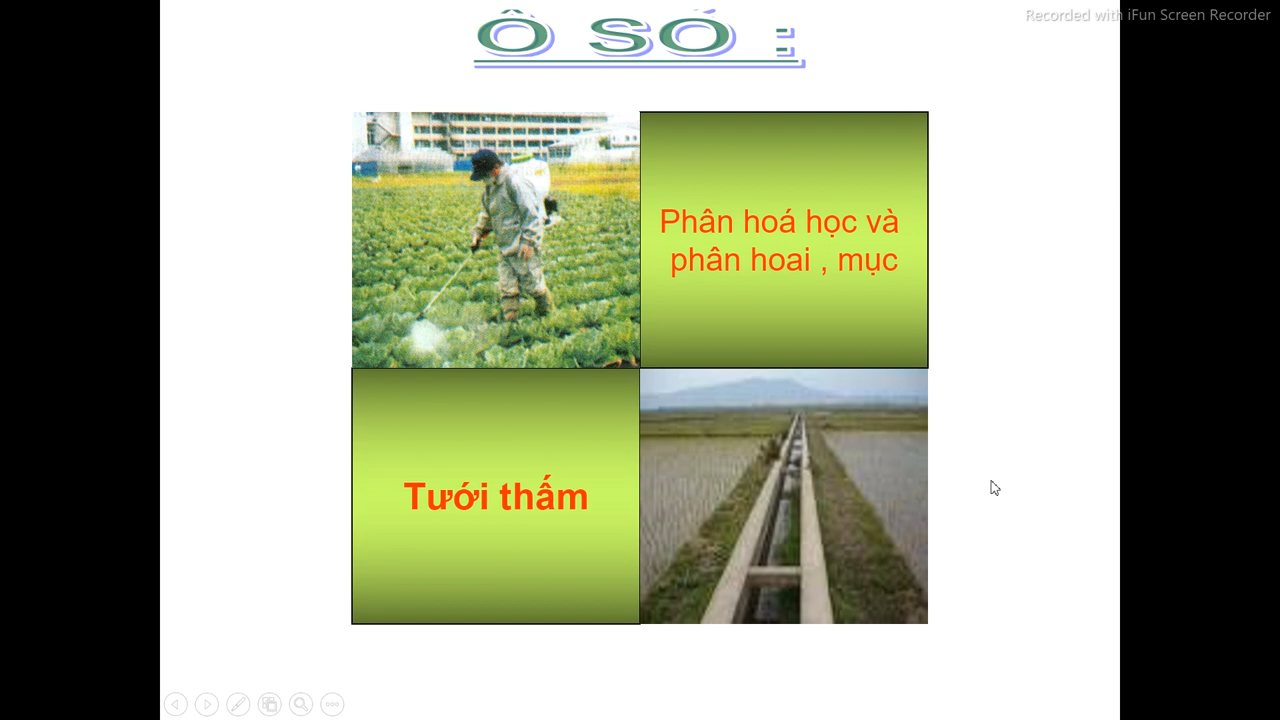 Recorded with iFun Screen Recorder
Ô SỐ :
Phân hoá học và
phân hoai , mục
Tưới thấm